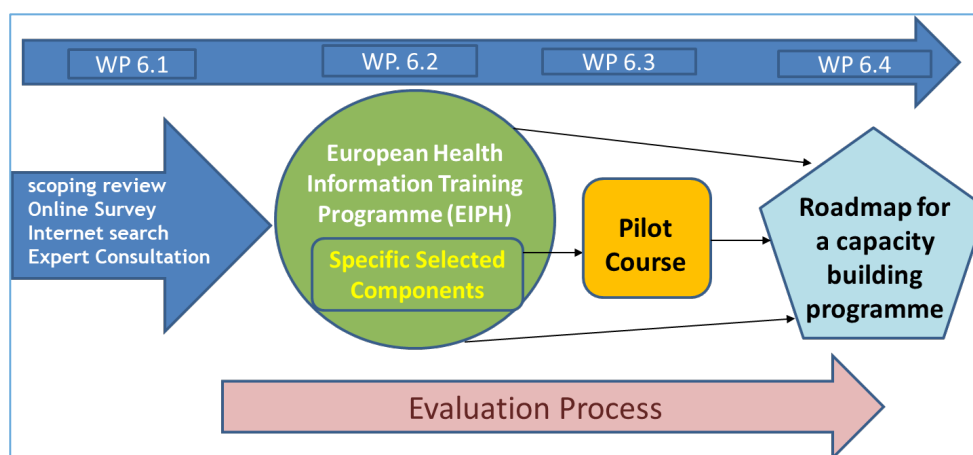 WP 6.1
WP. 6.2
WP 6.3
WP 6.4
scoping review
Online Survey
Internet search
Expert Consultation
European Health
Information Training
Programme (EIPH)
Specific Selected
Components
Pilot
Course
Roadmap for
a capacity
building
programme
Evaluation Process